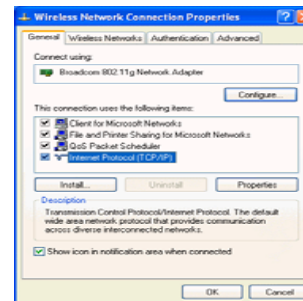 Wireless Network Connection Properties
General Wireless Networks Authentication Advanced
Connect using:
Broadcom 802.11g Network Adapter
Configure...
This connection uses the following items:
Client for Microsoft Networks
File and Printer Sharing for Microsoft Networks
QoS Packet Scheduler
Internet Protocol (TCP/IP)
Install... Uninstall Properties
Description
Transmission Control Protocol/Internet Protocol. The default
wide area network protocol that provides communication
across diverse interconnected networks.
Show icon in notification area when connected
OK Cancel